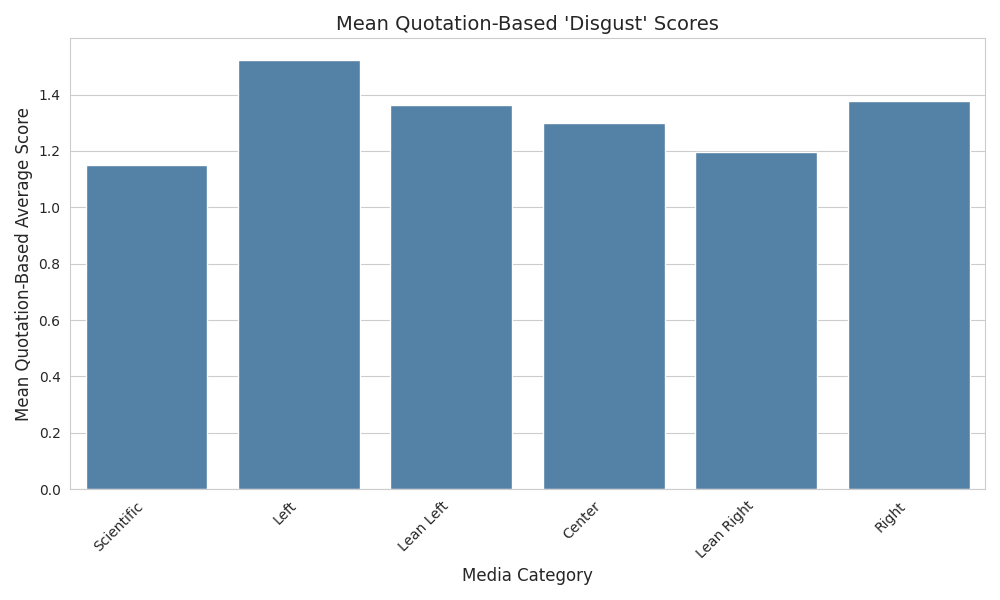 Mean Quotation-Based 'Disgust' Scores
Mean Quotation-Based Average Score
1.4
1.2
1.0
0.8
0.6
0.4
0.2
0.0
Scientific
Left
Lean Left
Center
Lean Right
Right
Media Category